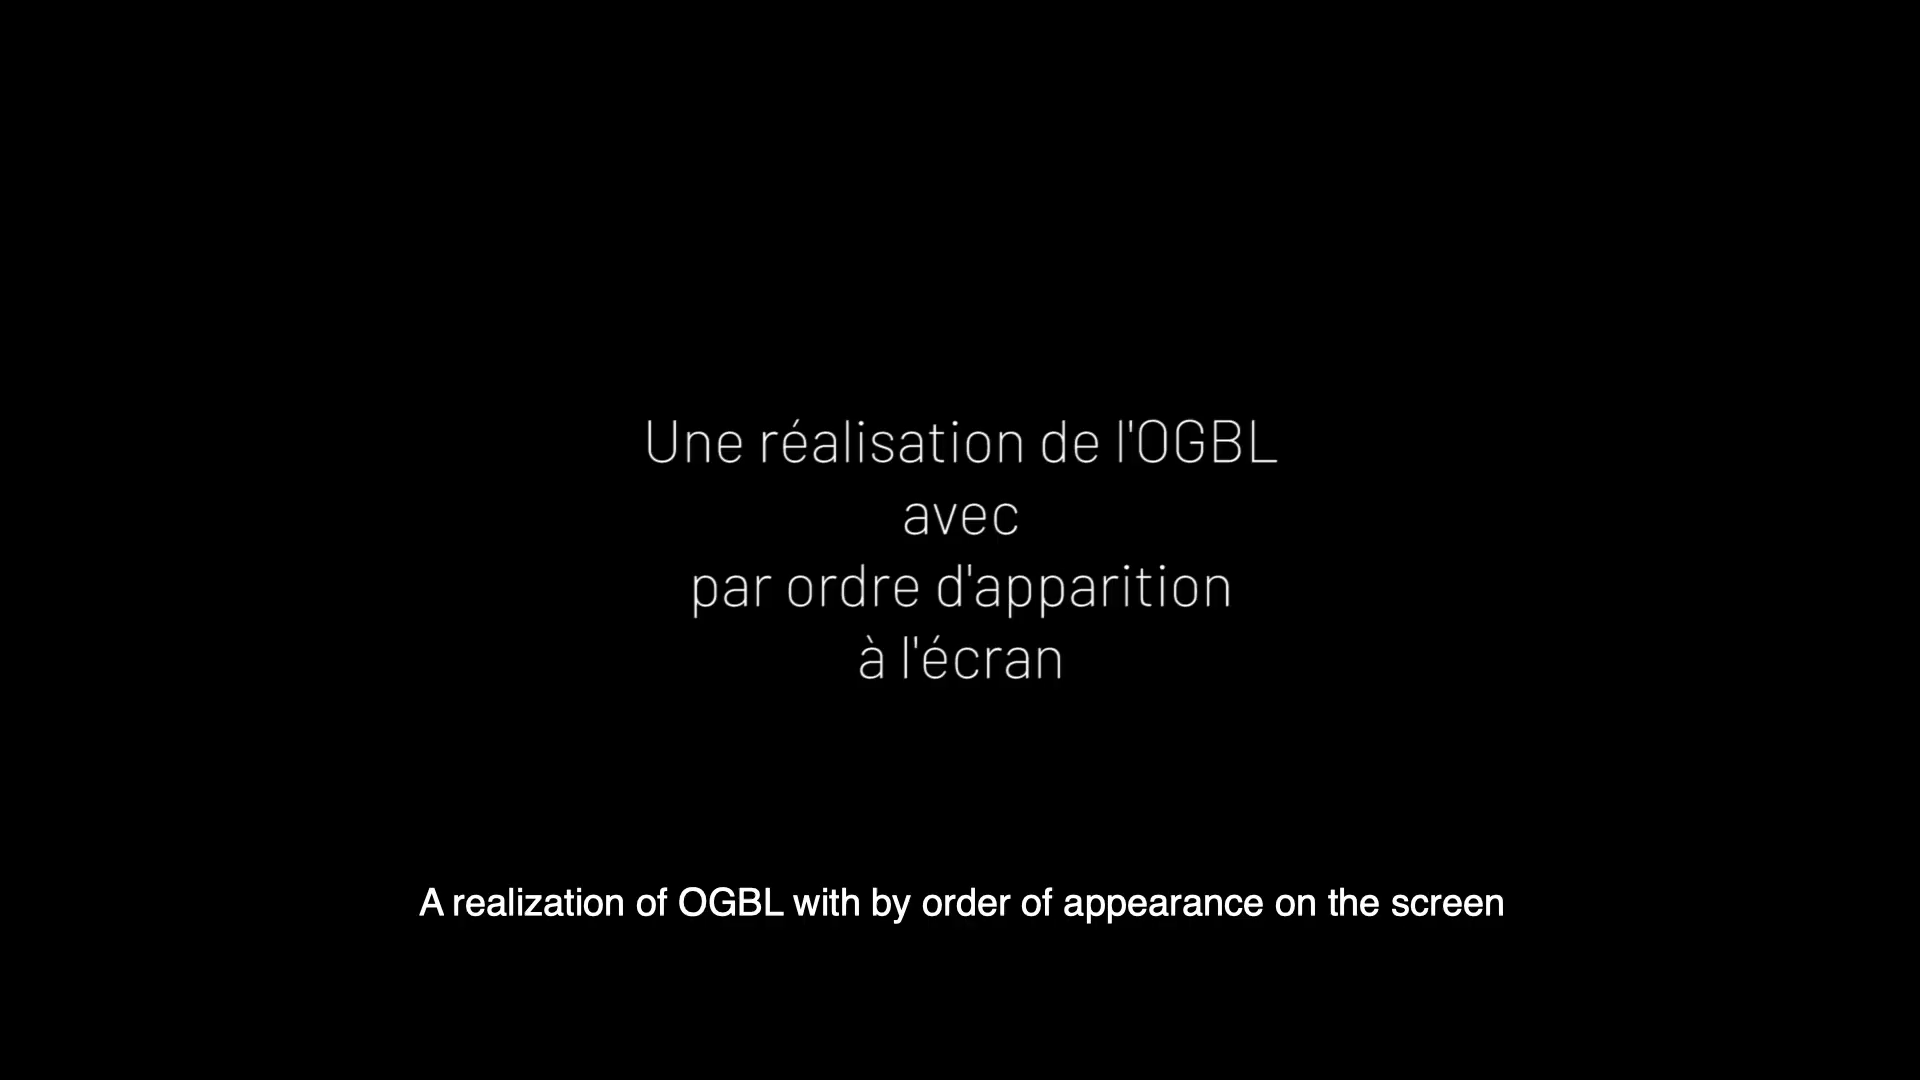 Une réalisation de l'OGBL
avec
par ordre d'apparition
à l'écran
A realization of OGBL with by order of appearance on the screen